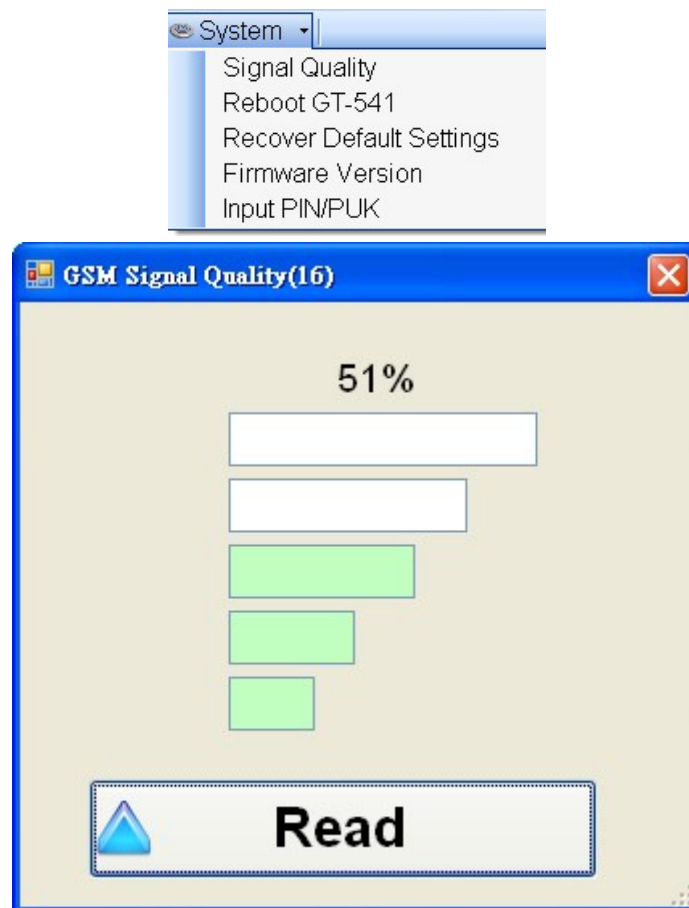 System
Signal Quality
Reboot GT-541
Recover Default Settings
Firmware Version
Input PIN/PUK
GSM Signal Quality(16)
51%
Read